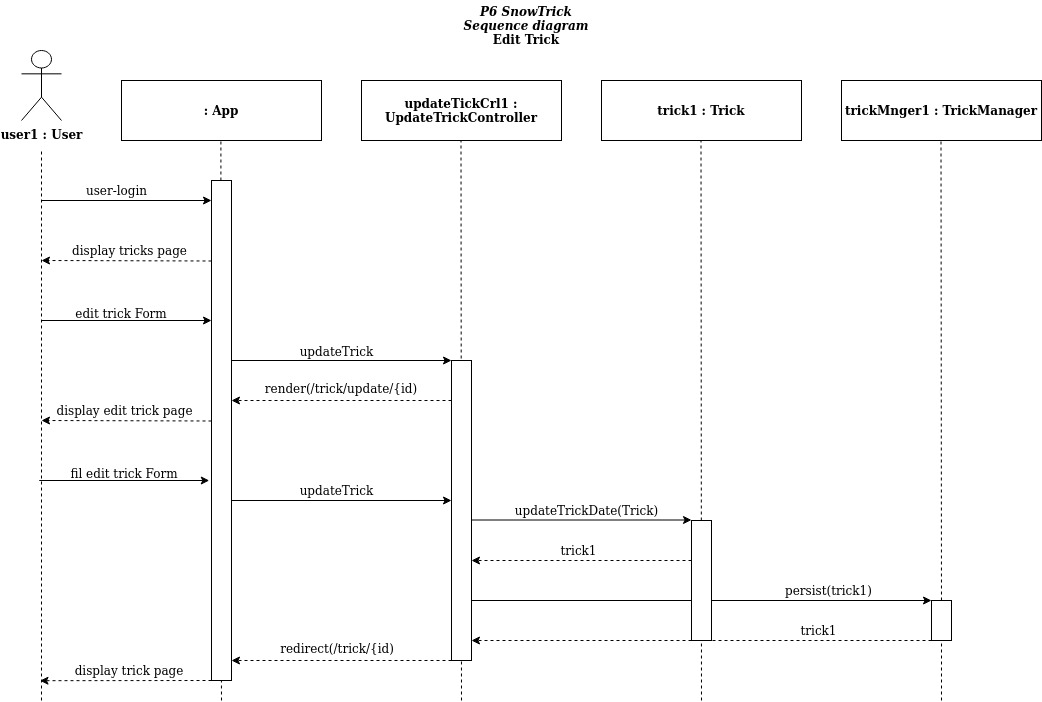 P6 SnowTrick
Sequence diagram
Edit Trick
user1 : User
: App
updateTickCrl1 :
UpdateTrickController
trick1 : Trick
trickMnger1 : TrickManager
user-login
display tricks page
edit trick Form
updateTrick
render(/trick/update/{id)
display edit trick page
fil edit trick Form
updateTrick
updateTrickDate(Trick)
trick1
persist(trick1)
trick1
redirect(/trick/{id)
display trick page